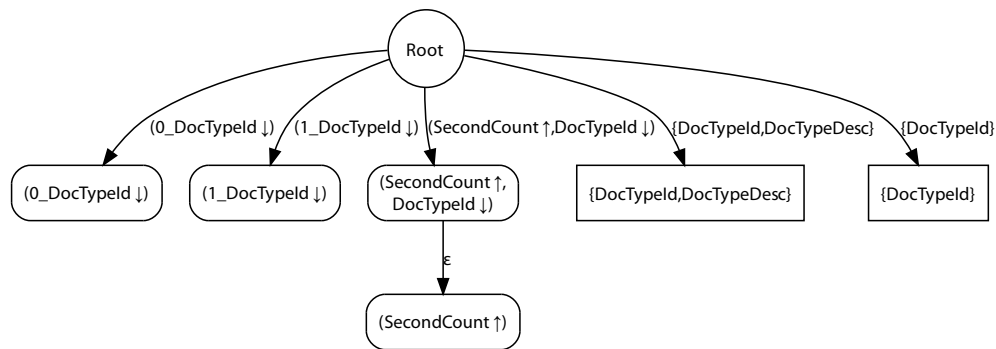 Root
(0_DocTypeId ↓)
(1_DocTypeId ↓)
(SecondCount ↑,DocTypeId ↓)
{DocTypeId,DocTypeDesc}
{DocTypeId}
(0_DocTypeId ↓)
(1_DocTypeId ↓)
(SecondCount ↑,
DocTypeId ↓)
{DocTypeId,DocTypeDesc}
{DocTypeId}
ε
(SecondCount ↑)